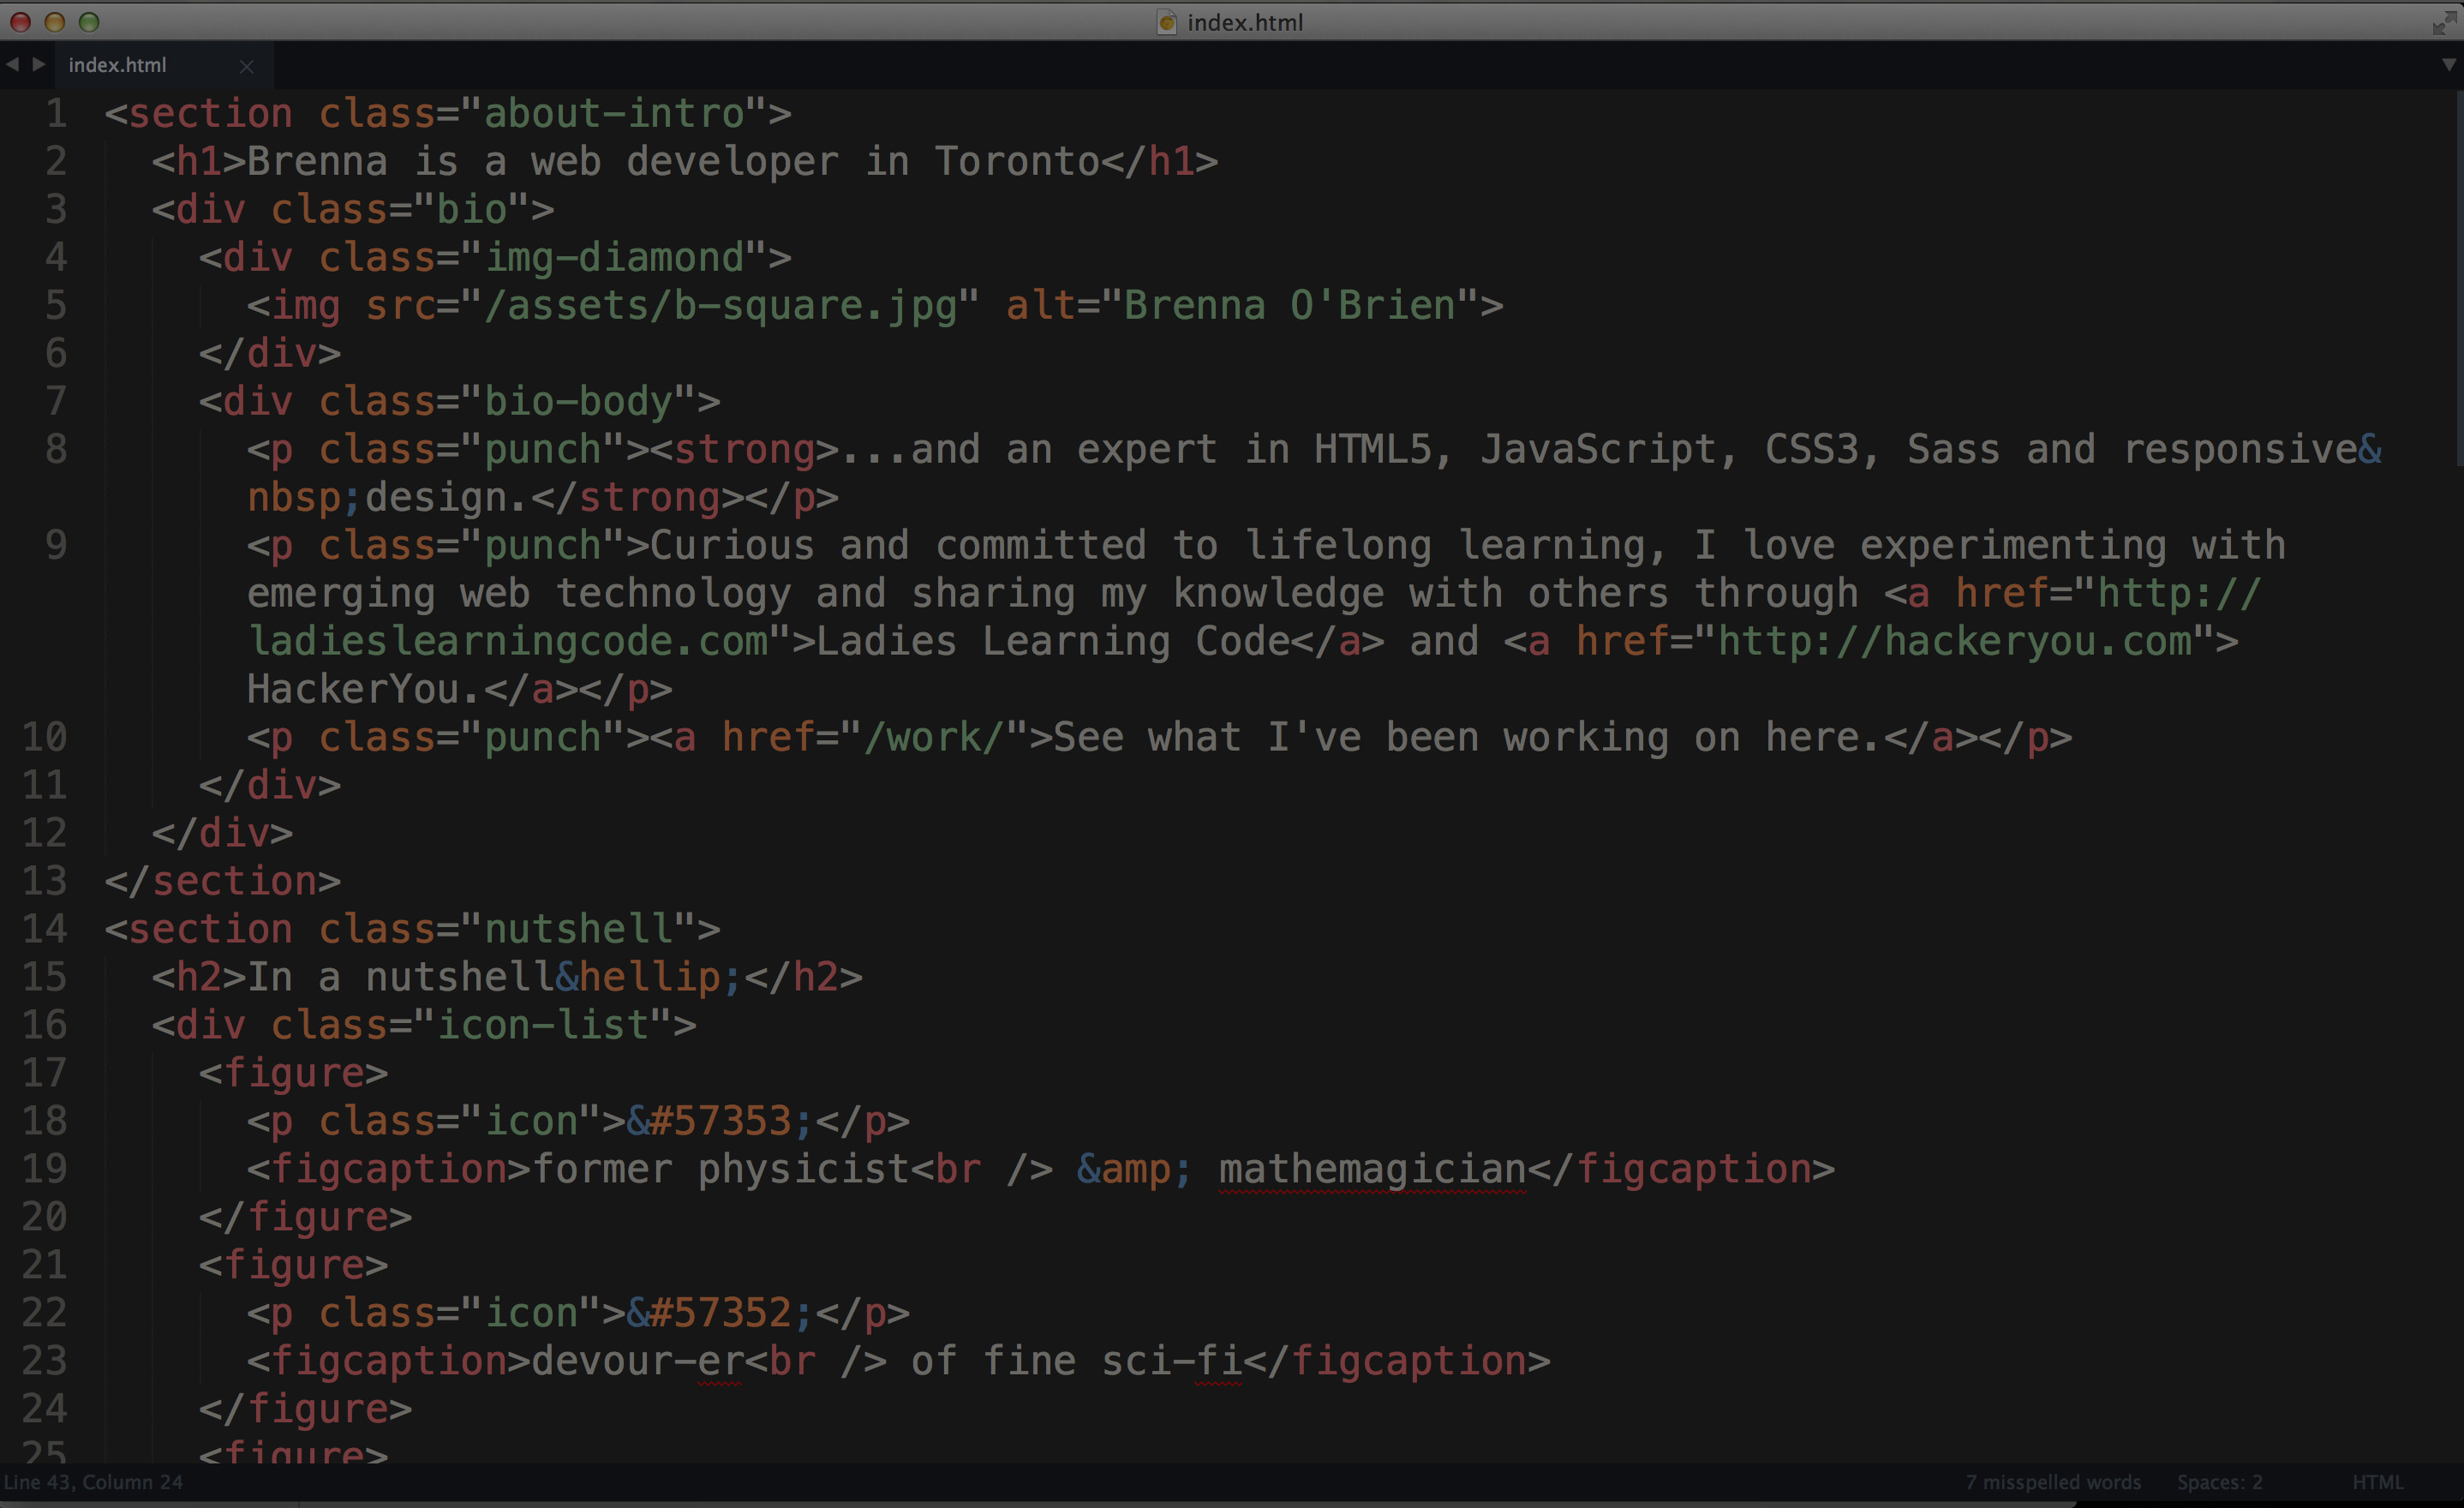 index.html
index.html
1 <section class="about-intro">
2 <h1>Brenna is a web developer in Toronto</h1>
3 <div class="bio">
4 <div class="img-diamond">
5 <img src="/assets/b-square.jpg" alt="Brenna O'Brien">
6 </div>
7 <div class="bio-body">
8 <p class="punch"><strong>...and an expert in HTML5, JavaScript, CSS3, Sass and responsive&
nbsp;design.</strong></p>
9 <p class="punch">Curious and committed to lifelong learning, I love experimenting with
emerging web technology and sharing my knowledge with others through <a href="http://
ladieslearningcode.com">Ladies Learning Code</a> and <a href="http://hackeryou.com">
HackerYou.</a></p>
10 <p class="punch"><a href="/work/">See what I've been working on here.</a></p>
11 </div>
12 </div>
13 </section>
14 <section class="nutshell">
15 <h2>In a nutshell&hellip;</h2>
16 <div class="icon-list">
17 <figure>
18 <p class="icon">&#57353;</p>
19 <figcaption>former physicist<br /> &amp; mathemagician</figcaption>
20 </figure>
21 <figure>
22 <p class="icon">&#57352;</p>
23 <figcaption>devour-er<br /> of fine sci-fi</figcaption>
24 </figure>
25 <figure>
Line 43, Column 24 7 misspelled words Spaces: 2 HTML